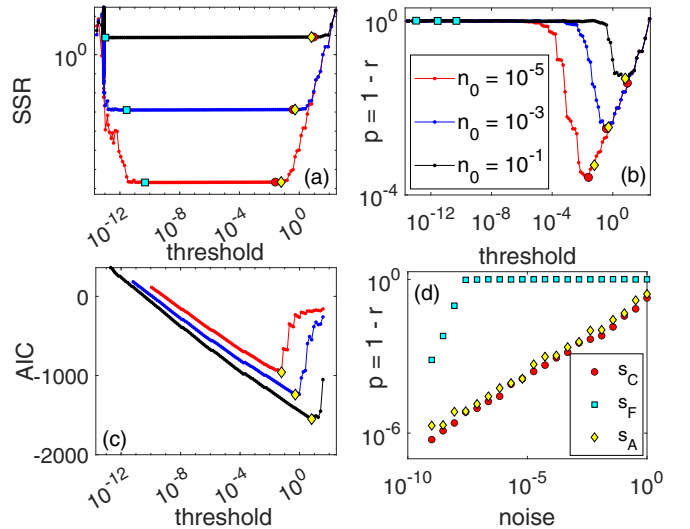 SSR
10^0
10^-12
10^-8
10^-4
10^0
threshold
(a)
p = 1 - r
10^0
10^-4
n_0 = 10^-5
n_0 = 10^-3
n_0 = 10^-1
10^-12
10^-8
10^-4
10^0
threshold
(b)
AIC
0
-1000
-2000
(c)
10^-12
10^-8
10^-4
10^0
threshold
(d)
p = 1 - r
10^0
10^-6
s_C
s_F
s_A
10^-10
10^-5
10^0
noise